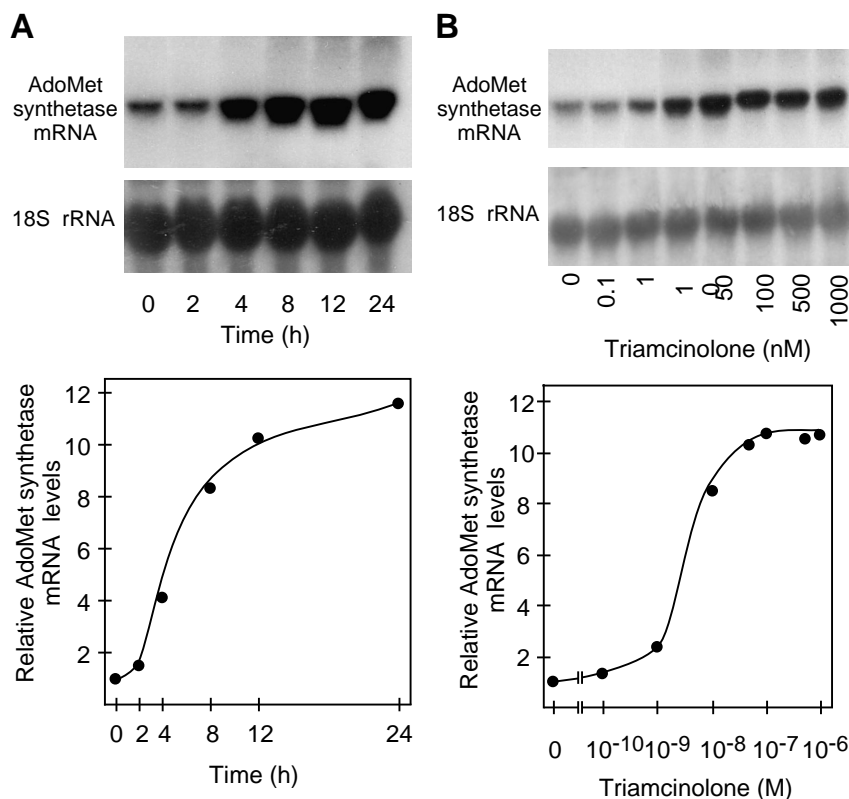 A
AdoMet
synthetase
mRNA
18S rRNA
0 2 4 8 12 24
Time (h)
12
10
8
6
4
2
Relative AdoMet synthetase
mRNA levels
0 2 4 8 12 24
Time (h)
B
AdoMet
synthetase
mRNA
18S rRNA
0 0.1 1 1 0 50 100 500 1000
Triamcinolone (nM)
12
10
8
6
4
2
Relative AdoMet synthetase
mRNA levels
0 10⁻¹⁰ 10⁻⁹ 10⁻⁸ 10⁻⁷ 10⁻⁶
Triamcinolone (M)